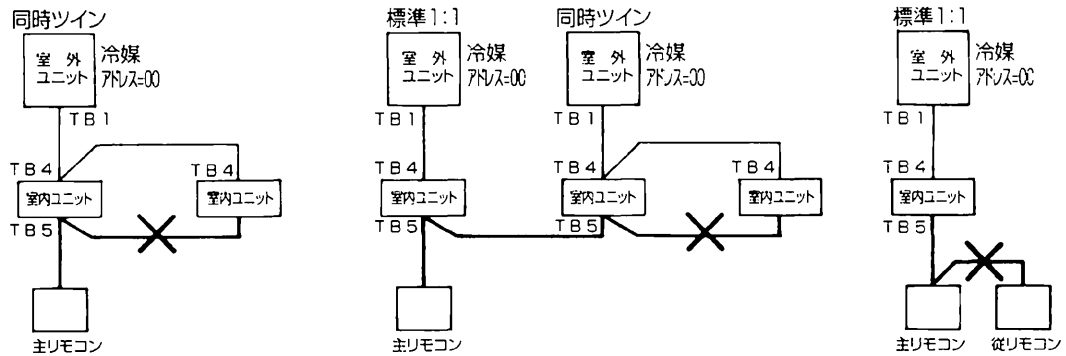 同時ツイン
室 外
ユニット
冷媒
アドレス=00
TB1
TB4
TB4
室内ユニット
室内ユニット
TB5
主リモコン
標準1:1
同時ツイン
室 外
ユニット
冷媒
アドレス=00
室 外
ユニット
冷媒
アドレス=00
TB1
TB1
TB4
TB4
TB4
室内ユニット
室内ユニット
室内ユニット
TB5
TB5
主リモコン
標準1:1
室 外
ユニット
冷媒
アドレス=00
TB1
TB4
室内ユニット
TB5
主リモコン
従リモコン